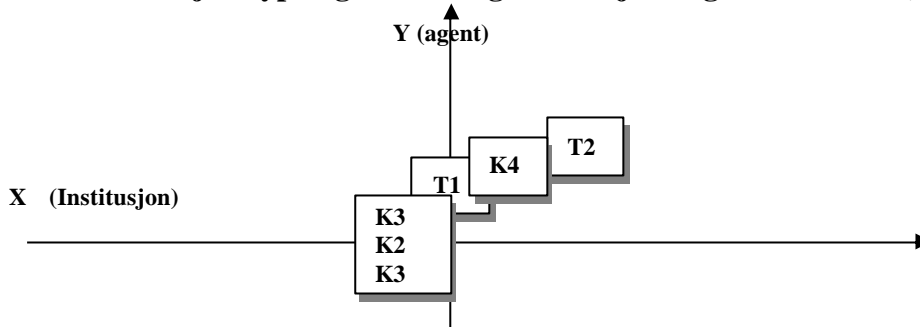 Y (agent)
T2
K4
T1
X (Institusjon)
K3
K2
K3